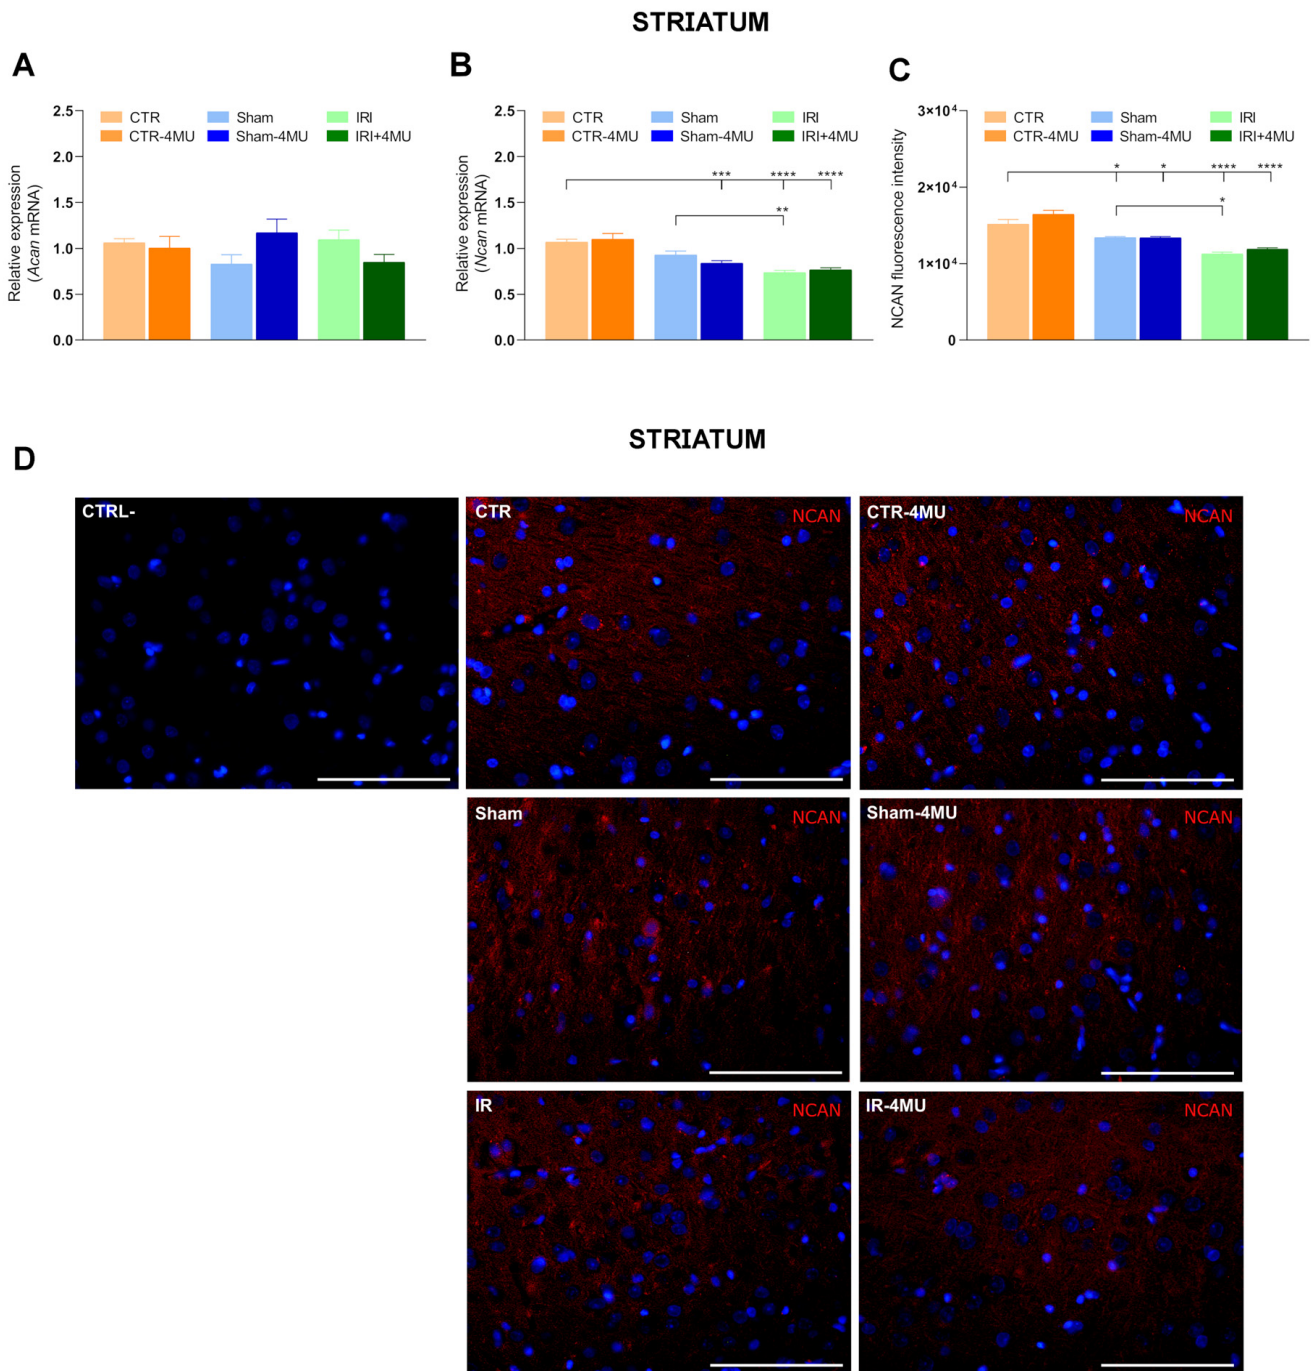 STRIATUM
A
B
C
Relative expression
(Acan mRNA)
2.5
2.0
1.5
1.0
0.5
0.0
CTR
Sham
IRI
CTR-4MU
Sham-4MU
IRI+4MU
Relative expression
(Ncan mRNA)
2.5
2.0
1.5
1.0
0.5
0.0
CTR
Sham
IRI
CTR-4MU
Sham-4MU
IRI+4MU
*** **** ****
**
NCAN fluorescence intensity
3×10⁴
2×10⁴
1×10⁴
0
CTR
Sham
IRI
CTR-4MU
Sham-4MU
IRI+4MU
* * **** ****
*
STRIATUM
D
CTRL-
CTR NCAN
CTR-4MU NCAN
Sham NCAN
Sham-4MU NCAN
IR NCAN
IR-4MU NCAN